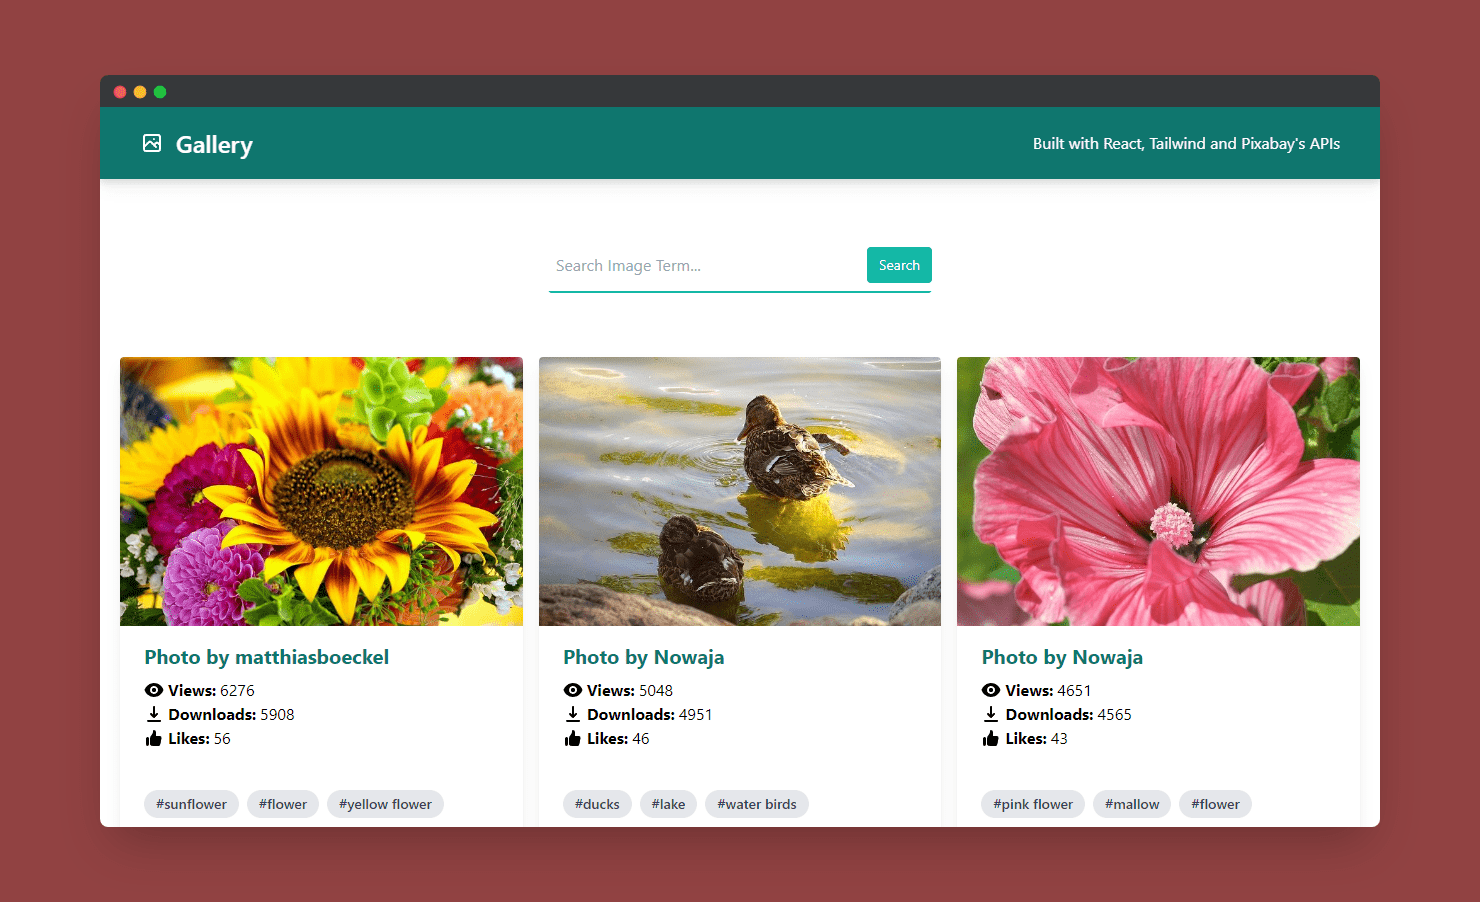 Gallery
Built with React, Tailwind and Pixabay's APIs
Search Image Term...
Search
Photo by matthiasboeckel
Views: 6276
Downloads: 5908
Likes: 56
#sunflower #flower #yellow flower
Photo by Nowaja
Views: 5048
Downloads: 4951
Likes: 46
#ducks #lake #water birds
Photo by Nowaja
Views: 4651
Downloads: 4565
Likes: 43
#pink flower #mallow #flower